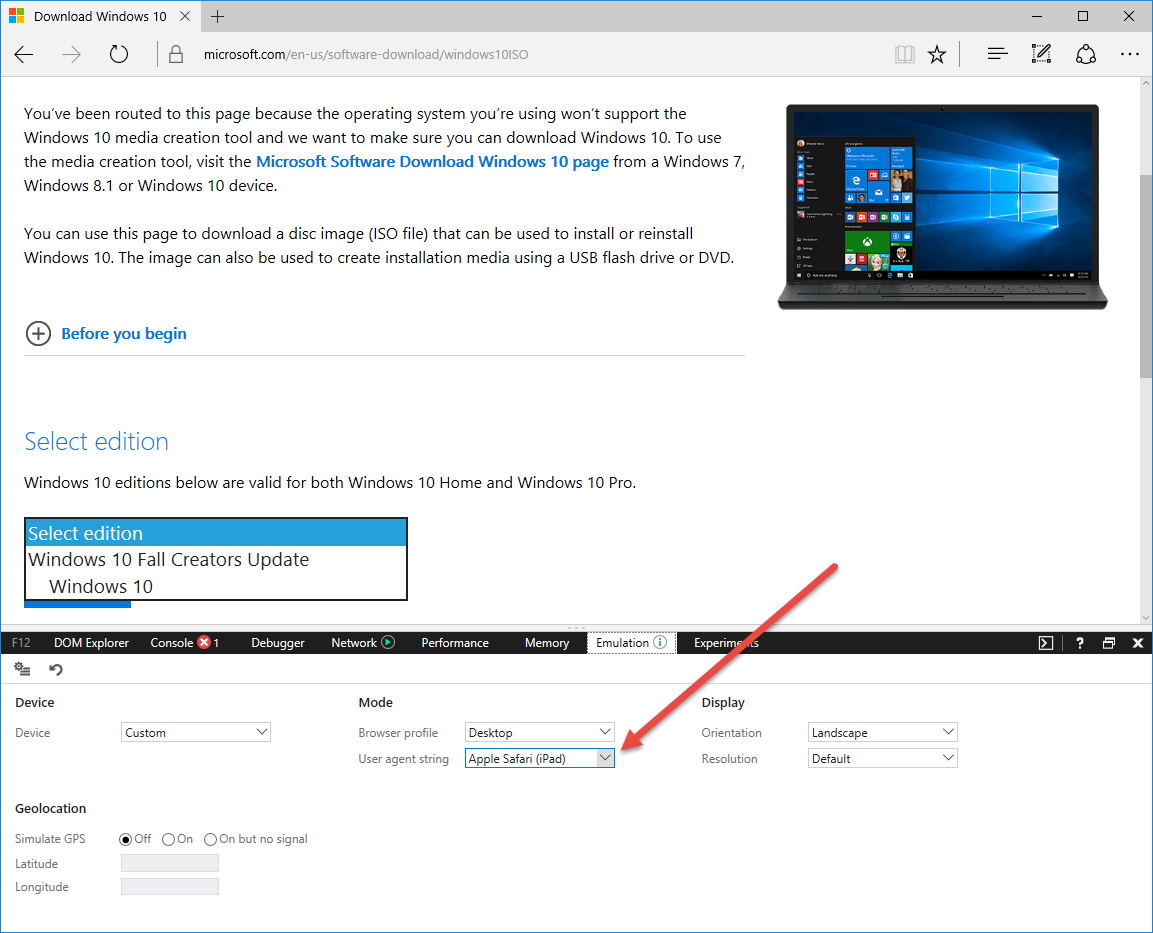 Download Windows 10
microsoft.com/en-us/software-download/windows10ISO
You've been routed to this page because the operating system you're using won't support the
Windows 10 media creation tool and we want to make sure you can download Windows 10. To use
the media creation tool, visit the Microsoft Software Download Windows 10 page from a Windows 7,
Windows 8.1 or Windows 10 device.
You can use this page to download a disc image (ISO file) that can be used to install or reinstall
Windows 10. The image can also be used to create installation media using a USB flash drive or DVD.
Before you begin
Select edition
Windows 10 editions below are valid for both Windows 10 Home and Windows 10 Pro.
Select edition
Windows 10 Fall Creators Update
Windows 10
F12 DOM Explorer Console 1 Debugger Network Performance Memory Emulation Experiments ?
Device Mode Display
Device Custom Browser profile Desktop Orientation Landscape
User agent string Apple Safari (iPad) Resolution Default
Geolocation
Simulate GPS Off On On but no signal
Latitude
Longitude